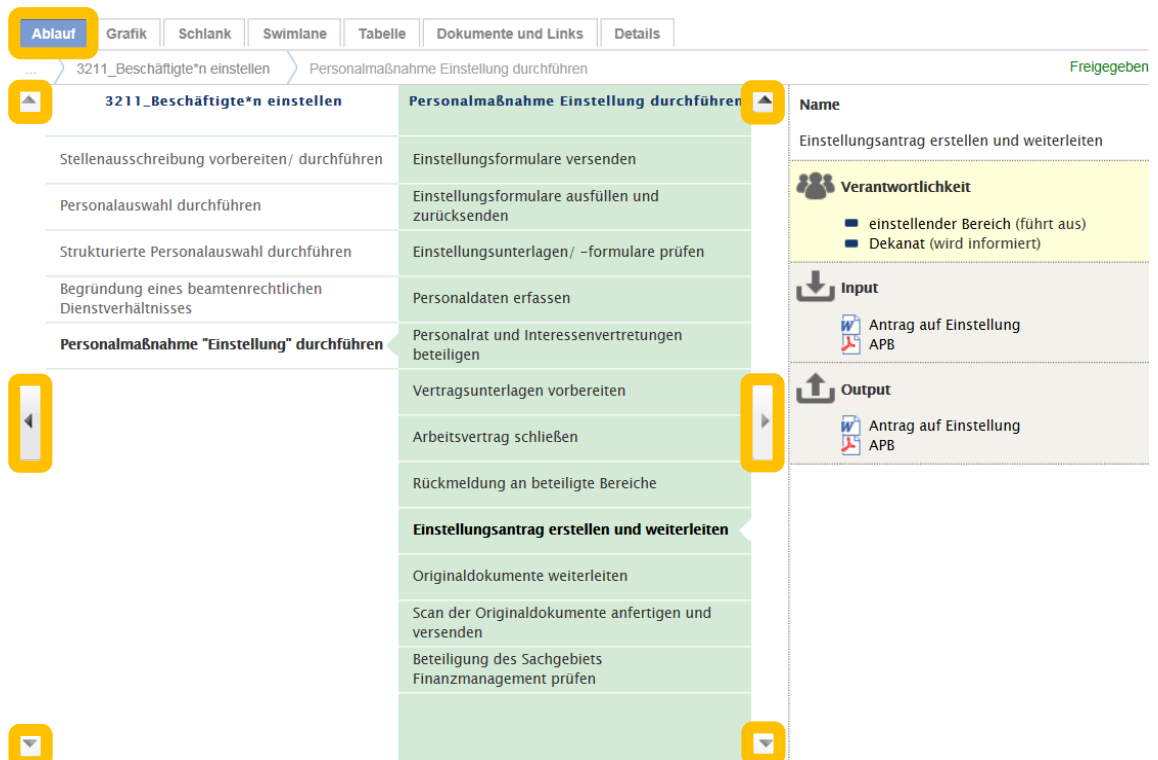 Ablauf Grafik Schlank Swimlane Tabelle Dokumente und Links Details
... 3211_Beschäftigte*n einstellen Personalmaßnahme Einstellung durchführen Freigegeben
3211_Beschäftigte*n einstellen
Stellenausschreibung vorbereiten/ durchführen
Personalauswahl durchführen
Strukturierte Personalauswahl durchführen
Begründung eines beamtenrechtlichen
Dienstverhältnisses
Personalmaßnahme "Einstellung" durchführen
Personalmaßnahme Einstellung durchführen
Einstellungsformulare versenden
Einstellungsformulare ausfüllen und
zurücksenden
Einstellungsunterlagen/ -formulare prüfen
Personaldaten erfassen
Personalrat und Interessenvertretungen
beteiligen
Vertragsunterlagen vorbereiten
Arbeitsvertrag schließen
Rückmeldung an beteiligte Bereiche
Einstellungsantrag erstellen und weiterleiten
Originaldokumente weiterleiten
Scan der Originaldokumente anfertigen und
versenden
Beteiligung des Sachgebiets
Finanzmanagement prüfen
Name
Einstellungsantrag erstellen und weiterleiten
Verantwortlichkeit
einstellender Bereich (führt aus)
Dekanat (wird informiert)
Input
Antrag auf Einstellung
APB
Output
Antrag auf Einstellung
APB